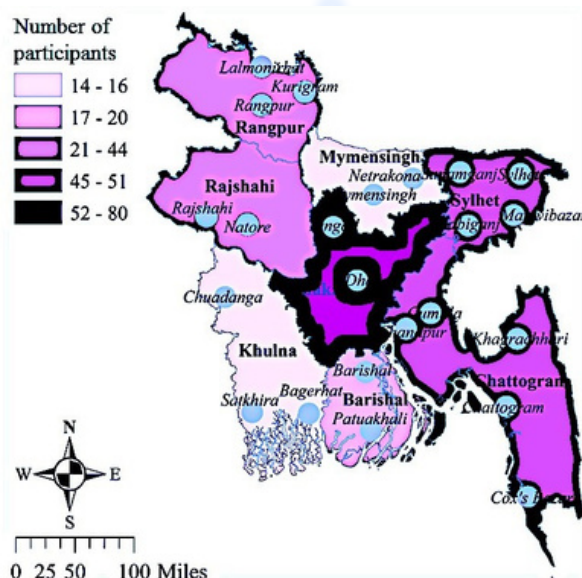 Number of
participants
14 - 16
17 - 20
21 - 44
45 - 51
52 - 80
Kurigram
Rangpur
Rangpur
Mymensingh
Netrakona
Rajshahi
Rajshahi
Natore
Sylhet
Sylhet
Chuadanga
Khulna
Khagrachhari
Barishal
Chattogram
Satkhira
Bagerhat
Barishal
Patuakhali
Chattogram
N
W E
S
0 25 50 100 Miles